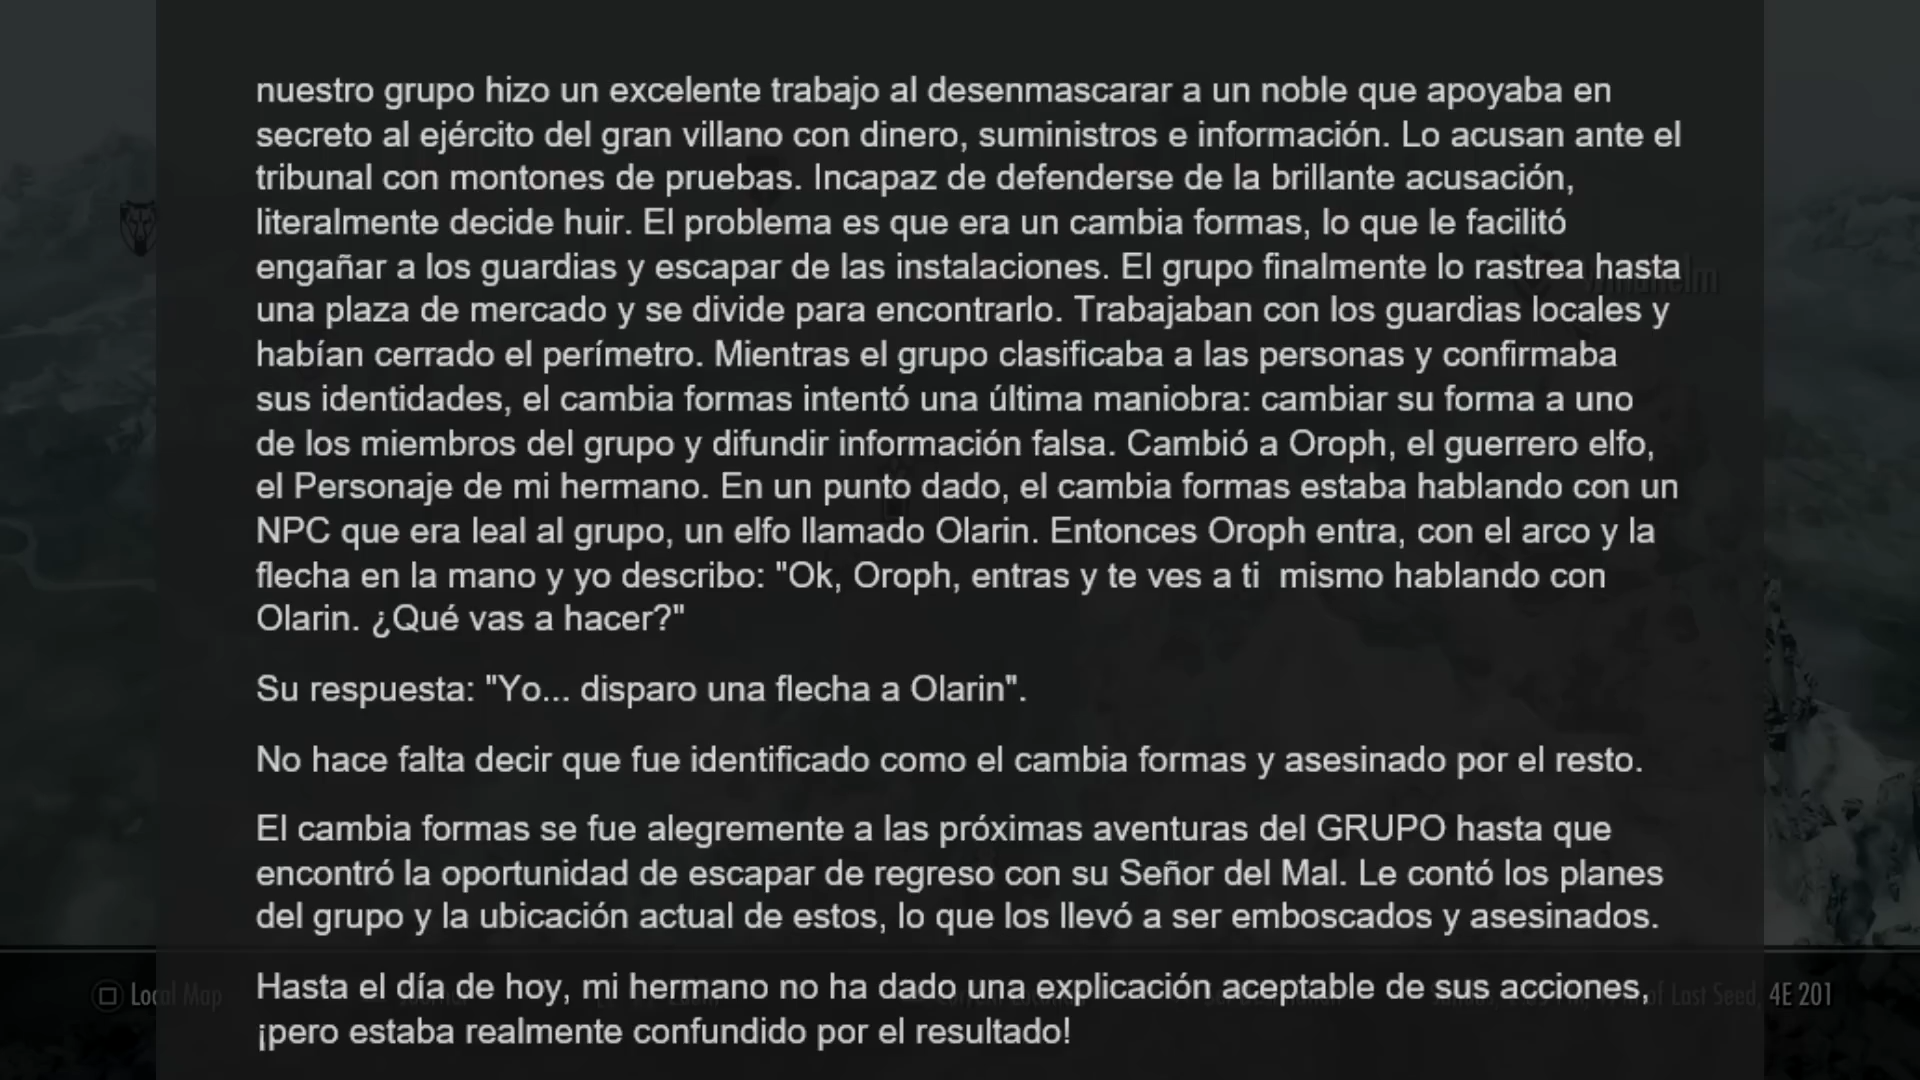 nuestro grupo hizo un excelente trabajo al desenmascarar a un noble que apoyaba en
secreto al ejército del gran villano con dinero, suministros e información. Lo acusan ante el
tribunal con montones de pruebas. Incapaz de defenderse de la brillante acusación,
literalmente decide huir. El problema es que era un cambia formas, lo que le facilitó
engañar a los guardias y escapar de las instalaciones. El grupo finalmente lo rastrea hasta
una plaza de mercado y se divide para encontrarlo. Trabajaban con los guardias locales y
habían cerrado el perímetro. Mientras el grupo clasificaba a las personas y confirmaba
sus identidades, el cambia formas intentó una última maniobra: cambiar su forma a uno
de los miembros del grupo y difundir información falsa. Cambió a Oroph, el guerrero elfo,
el Personaje de mi hermano. En un punto dado, el cambia formas estaba hablando con un
NPC que era leal al grupo, un elfo llamado Olarin. Entonces Oroph entra, con el arco y la
flecha en la mano y yo describo: "Ok, Oroph, entras y te ves a ti  mismo hablando con
Olarin. ¿Qué vas a hacer?"
Su respuesta: "Yo... disparo una flecha a Olarin".
No hace falta decir que fue identificado como el cambia formas y asesinado por el resto.
El cambia formas se fue alegremente a las próximas aventuras del GRUPO hasta que
encontró la oportunidad de escapar de regreso con su Señor del Mal. Le contó los planes
del grupo y la ubicación actual de estos, lo que los llevó a ser emboscados y asesinados.
Hasta el día de hoy, mi hermano no ha dado una explicación aceptable de sus acciones,
¡pero estaba realmente confundido por el resultado!
Windhelm
Local Map
of Last Seed, 4E 201